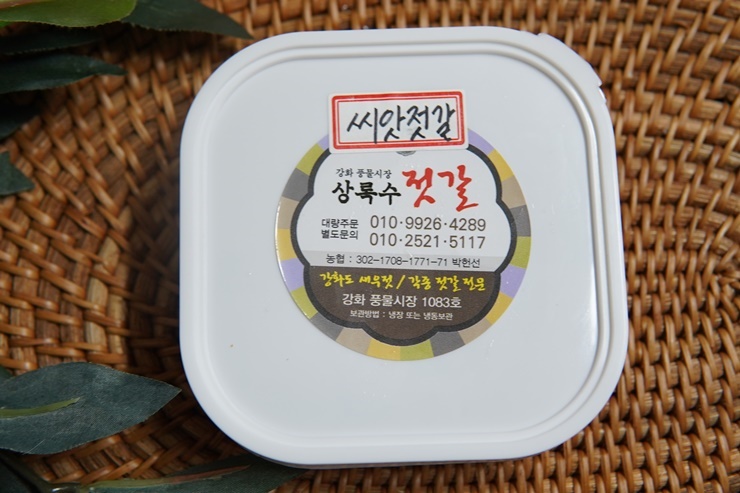 씨앗젓갈
강화 풍물시장
상록수 젓갈
대량주문 010·9926·4289
별도문의 010·2521·5117
농협 : 302-1708-1771-71 박헌선
강화도 새우젓 / 각종 젓갈 전문
강화 풍물시장 1083호
보관방법 : 냉장 또는 냉동보관